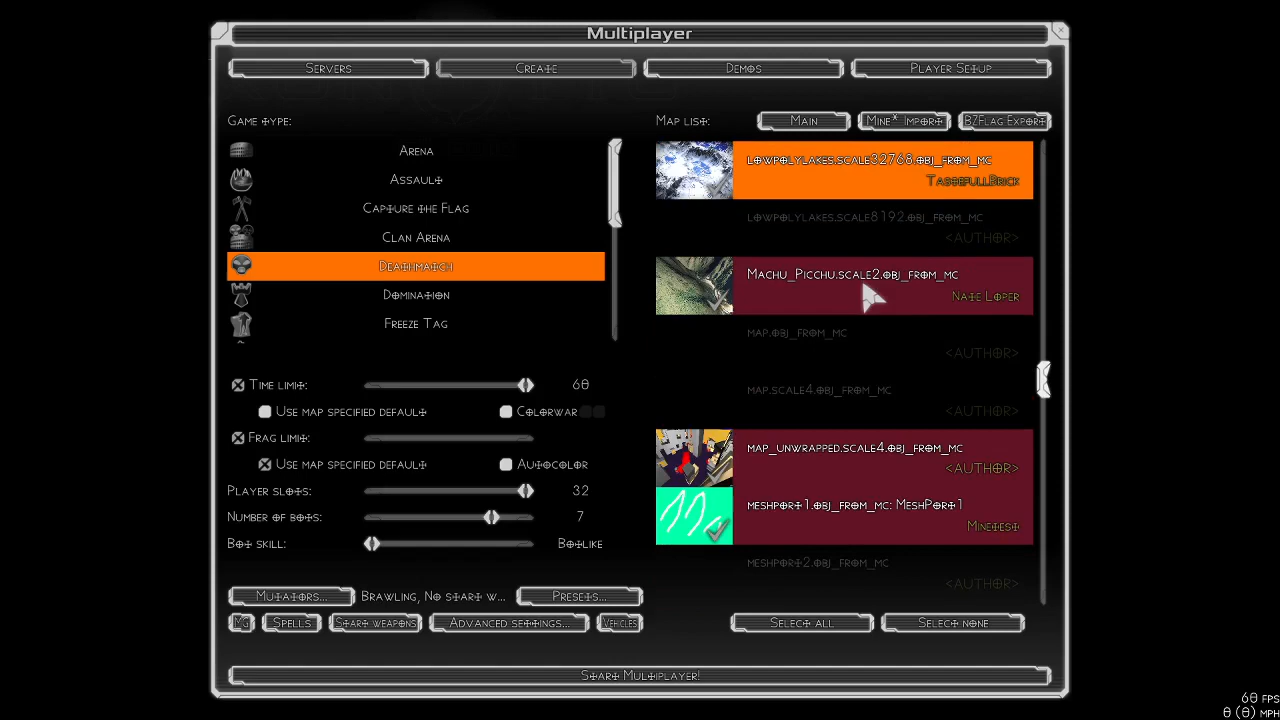 Multiplayer
Servers
Create
Demos
Player Setup
Game type:
Map list:
Main
Mine* Import
BZFlag Export
Arena
Assault
Capture the Flag
Clan Arena
Deathmatch
Domination
Freeze Tag
lowpolylakes.scale32768.obj_from_mc
TastefullBrick
lowpolylakes.scale8192.obj_from_mc
<AUTHOR>
Machu_Picchu.scale2.obj_from_mc
Nate Loper
map.obj_from_mc
<AUTHOR>
map.scale4.obj_from_mc
<AUTHOR>
map_unwrapped.scale4.obj_from_mc
<AUTHOR>
meshport1.obj_from_mc: MeshPort1
Minetest
meshport2.obj_from_mc
<AUTHOR>
Time limit:
60
Use map specified default
Colorwar
Frag limit:
Use map specified default
Autocolor
Player slots:
32
Number of bots:
7
Bot skill:
Botlike
Mutators...
Brawling, No start w...
Presets...
MG
Spells
Start weapons
Advanced settings...
Vehicles
Select all
Select none
Start Multiplayer!
60 FPS
0 (0) MPH